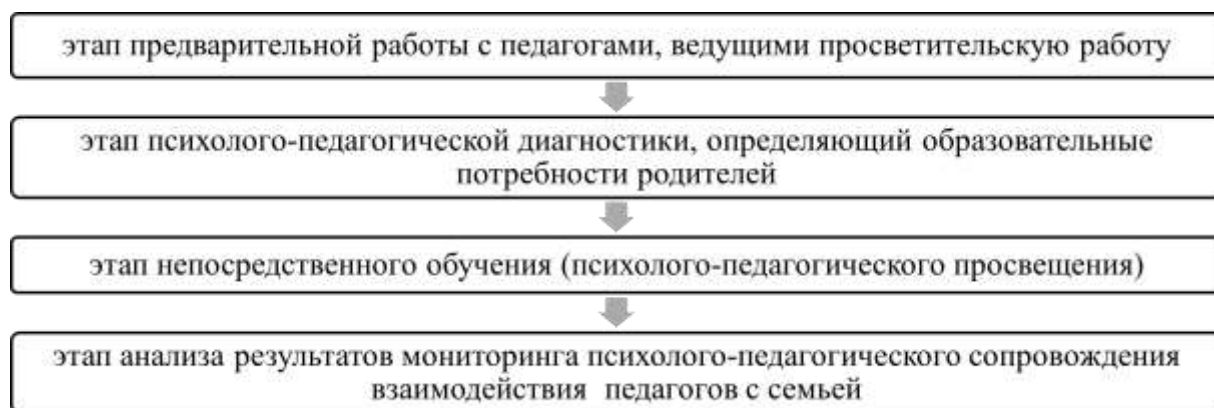 этап предварительной работы с педагогами, ведущими просветительскую работу
этап психолого-педагогической диагностики, определяющий образовательные
потребности родителей
этап непосредственного обучения (психолого-педагогического просвещения)
этап анализа результатов мониторинга психолого-педагогического сопровождения
взаимодействия педагогов с семьей